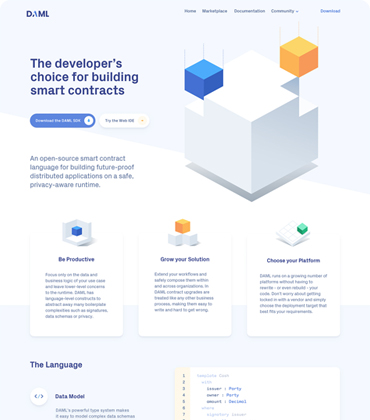 DAML
Home Marketplace Documentation Community Download
The developer's
choice for building
smart contracts
Download the DAML SDK
Try the Web IDE
An open-source smart contract
language for building future-proof
distributed applications on a safe,
privacy-aware runtime.
Be Productive
Focus only on the data and
business logic of your use case
and leave lower-level concerns
to the runtime. DAML has
language-level constructs to
abstract away many boilerplate
complexities such as signatures,
data schemas or privacy.
Grow your Solution
Extend your workflows and
safely compose them within
and across organisations. In
DAML contract upgrades are
treated like any other business
process, making them easy to
write and hard to get wrong.
Choose your Platform
DAML runs on a growing number of
platforms without having to
rewrite - or even rebuild - your
code. Don't worry about getting
locked in with a vendor and simply
choose the deployment target that
best fits your requirements.
The Language
</> Data Model
DAML's powerful type system makes
it easy to model complex data schemas
1 template Cash
2 with
3 issuer : Party
4 owner : Party
5 amount : Decimal
6 where
7 signatory issuer